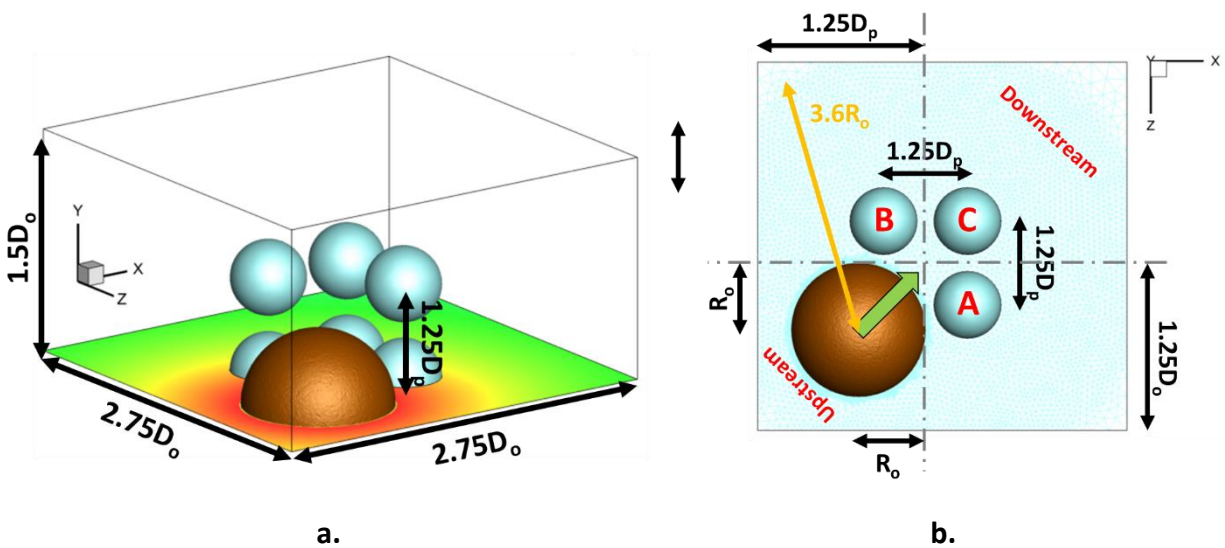 1.5Dₒ
Y
X
Z
1.25Dₚ
2.75Dₒ
2.75Dₒ
a.
1.25Dₚ
Y
X
Z
3.6Rₒ
Downstream
1.25Dₚ
B
C
A
1.25Dₚ
Rₒ
1.25Dₒ
Upstream
Rₒ
b.